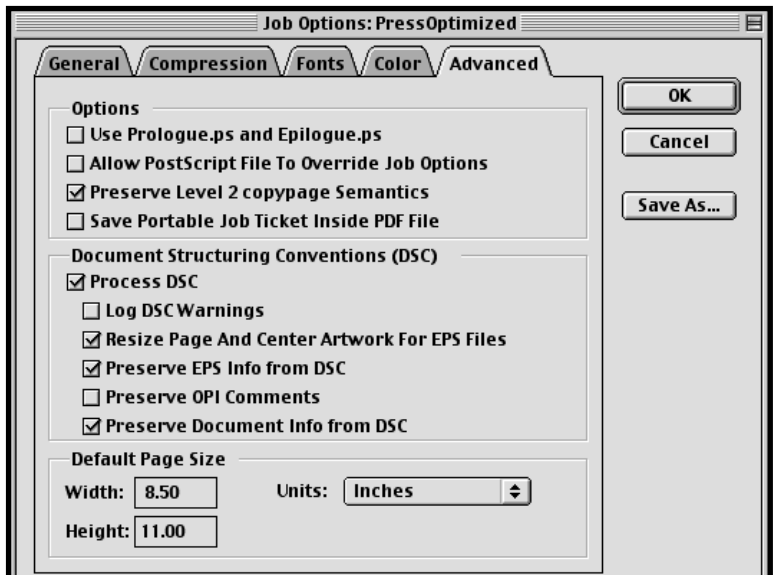 Job Options: PressOptimized
General Compression Fonts Color Advanced
OK
Cancel
Save As...
Options
Use Prologue.ps and Epilogue.ps
Allow PostScript File To Override Job Options
Preserve Level 2 copypage Semantics
Save Portable Job Ticket Inside PDF File
Document Structuring Conventions (DSC)
Process DSC
Log DSC Warnings
Resize Page And Center Artwork For EPS Files
Preserve EPS Info from DSC
Preserve OPI Comments
Preserve Document Info from DSC
Default Page Size
Width: 8.50 Units: Inches
Height: 11.00